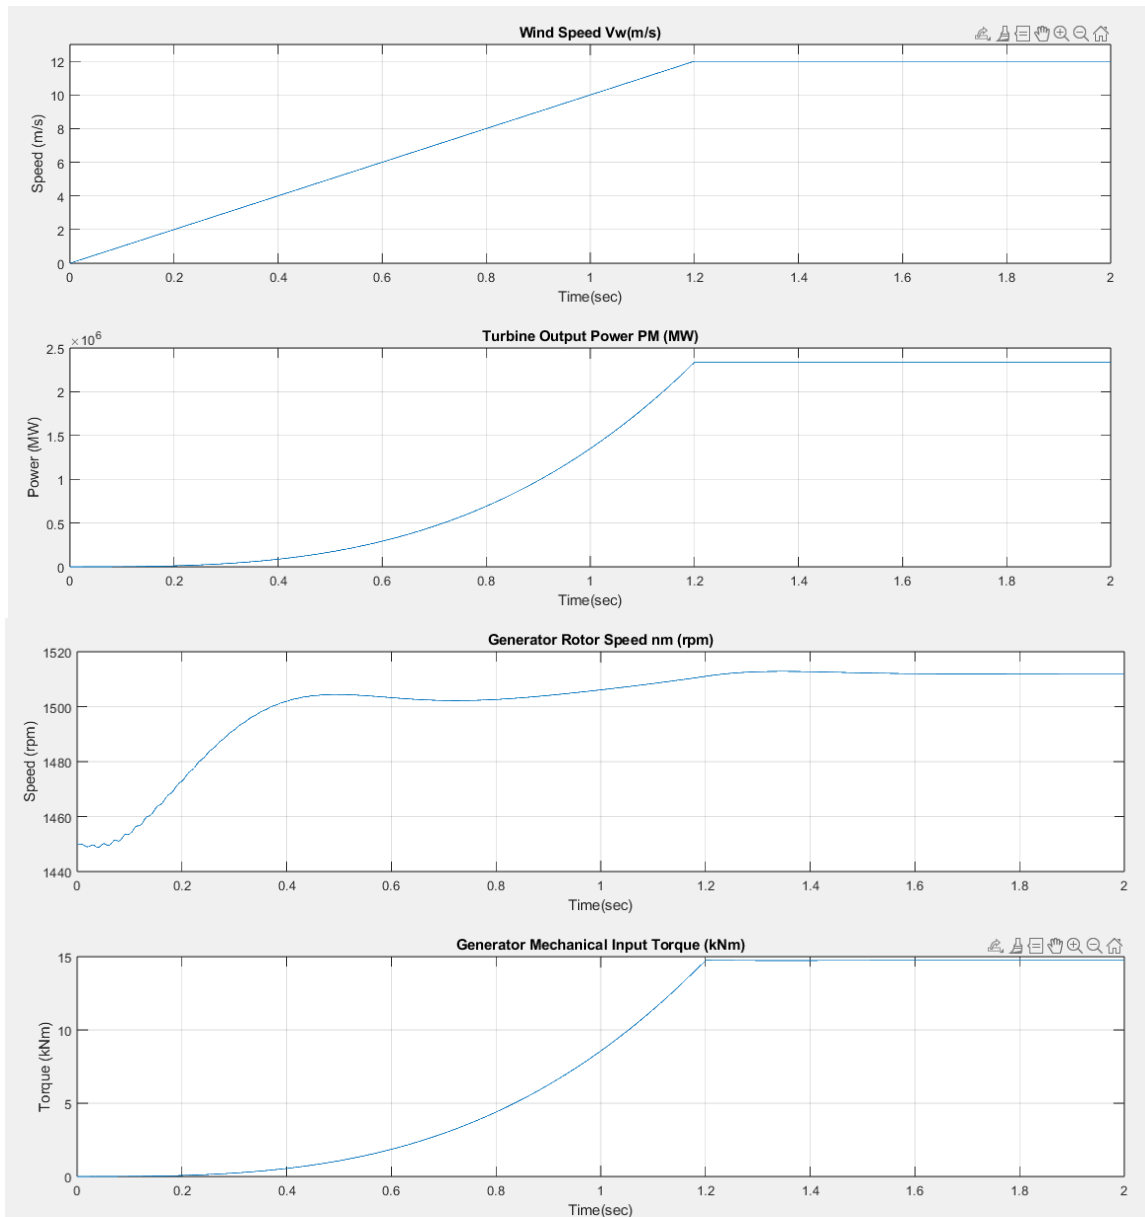 Wind Speed Vw(m/s)
12
10
8
6
4
2
0
Speed (m/s)
0 0.2 0.4 0.6 0.8 1 1.2 1.4 1.6 1.8 2
Time(sec)
Turbine Output Power PM (MW)
×10⁶
2.5
2
1.5
1
0.5
0
Power (MW)
0 0.2 0.4 0.6 0.8 1 1.2 1.4 1.6 1.8 2
Time(sec)
Generator Rotor Speed nm (rpm)
1520
1500
1480
1460
1440
Speed (rpm)
0 0.2 0.4 0.6 0.8 1 1.2 1.4 1.6 1.8 2
Time(sec)
Generator Mechanical Input Torque (kNm)
15
10
5
0
Torque (kNm)
0 0.2 0.4 0.6 0.8 1 1.2 1.4 1.6 1.8 2
Time(sec)